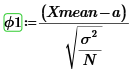 ϕ1 := (Xmean − a) / √(σ² / N)